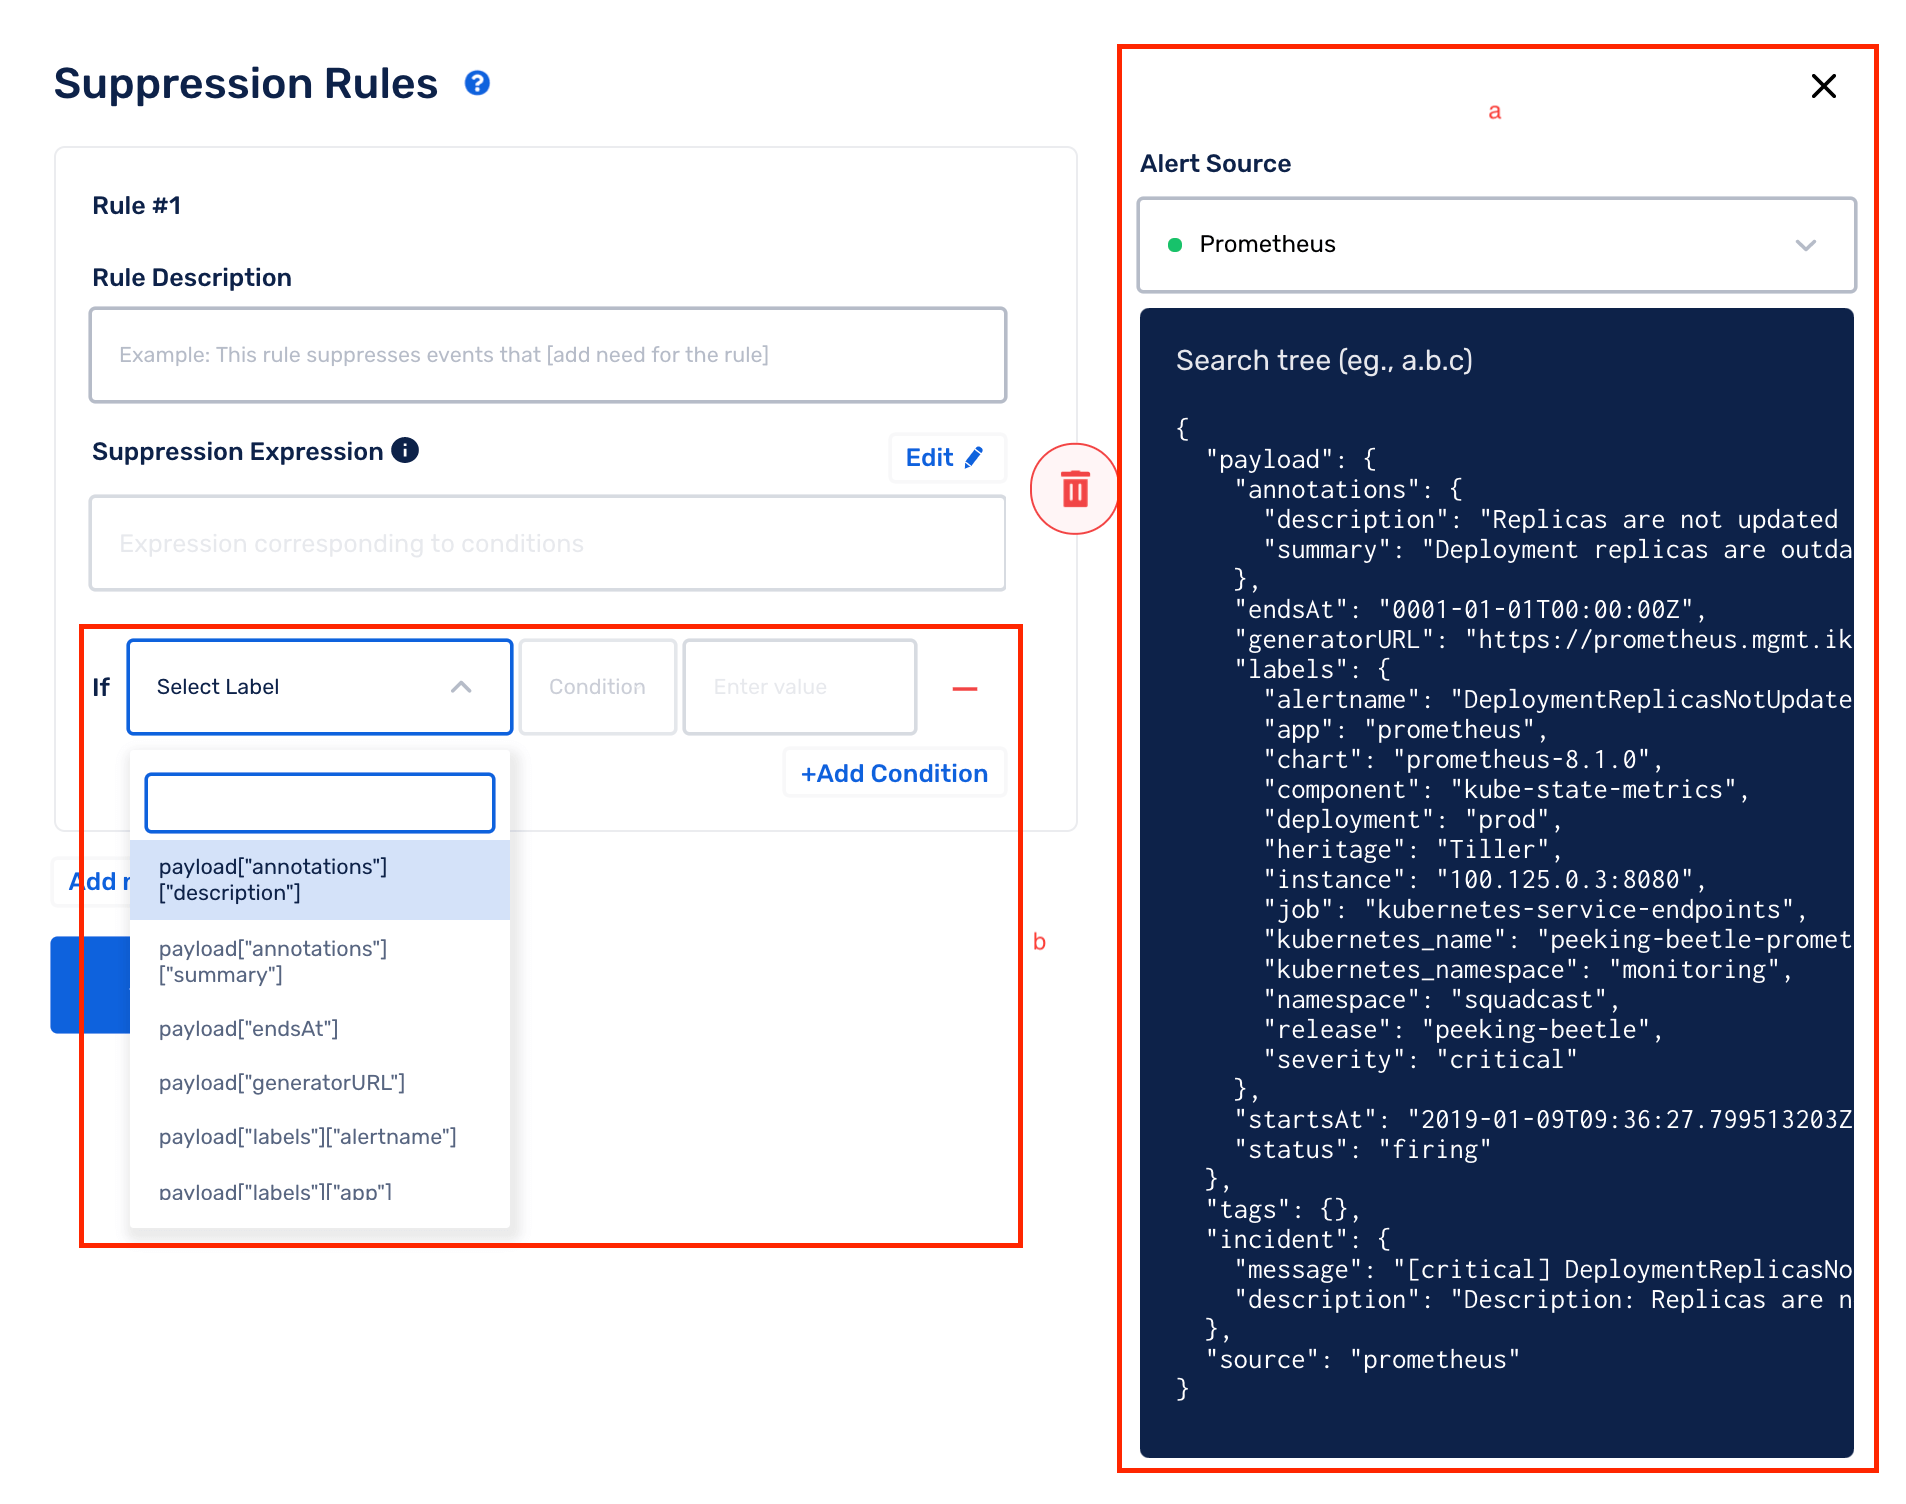 Suppression Rules ?
Rule #1
Rule Description
Example: This rule suppresses events that [add need for the rule]
Suppression Expression i
Edit
Expression corresponding to conditions
If
Select Label
Condition
Enter value
+Add Condition
payload["annotations"]
["description"]
payload["annotations"]
["summary"]
payload["endsAt"]
payload["generatorURL"]
payload["labels"]["alertname"]
payload["labels"]["app"]
Add
b
a
Alert Source
Prometheus
Search tree (eg., a.b.c)
{
"payload": {
"annotations": {
"description": "Replicas are not updated
"summary": "Deployment replicas are outda
},
"endsAt": "0001-01-01T00:00:00Z",
"generatorURL": "https://prometheus.mgmt.ik
"labels": {
"alertname": "DeploymentReplicasNotUpdate
"app": "prometheus",
"chart": "prometheus-8.1.0",
"component": "kube-state-metrics",
"deployment": "prod",
"heritage": "Tiller",
"instance": "100.125.0.3:8080",
"job": "kubernetes-service-endpoints",
"kubernetes_name": "peeking-beetle-promet
"kubernetes_namespace": "monitoring",
"namespace": "squadcast",
"release": "peeking-beetle",
"severity": "critical"
},
"startsAt": "2019-01-09T09:36:27.799513203Z
"status": "firing"
},
"tags": {},
"incident": {
"message": "[critical] DeploymentReplicasNo
"description": "Description: Replicas are n
},
"source": "prometheus"
}